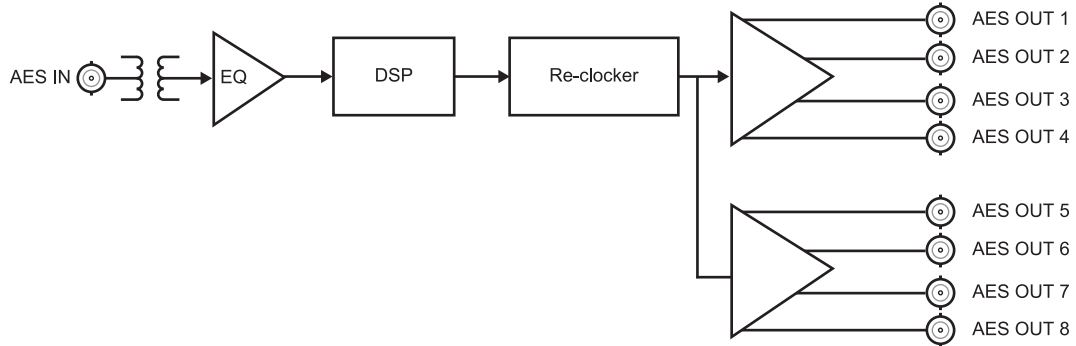 AES IN
EQ
DSP
Re-clocker
AES OUT 1
AES OUT 2
AES OUT 3
AES OUT 4
AES OUT 5
AES OUT 6
AES OUT 7
AES OUT 8